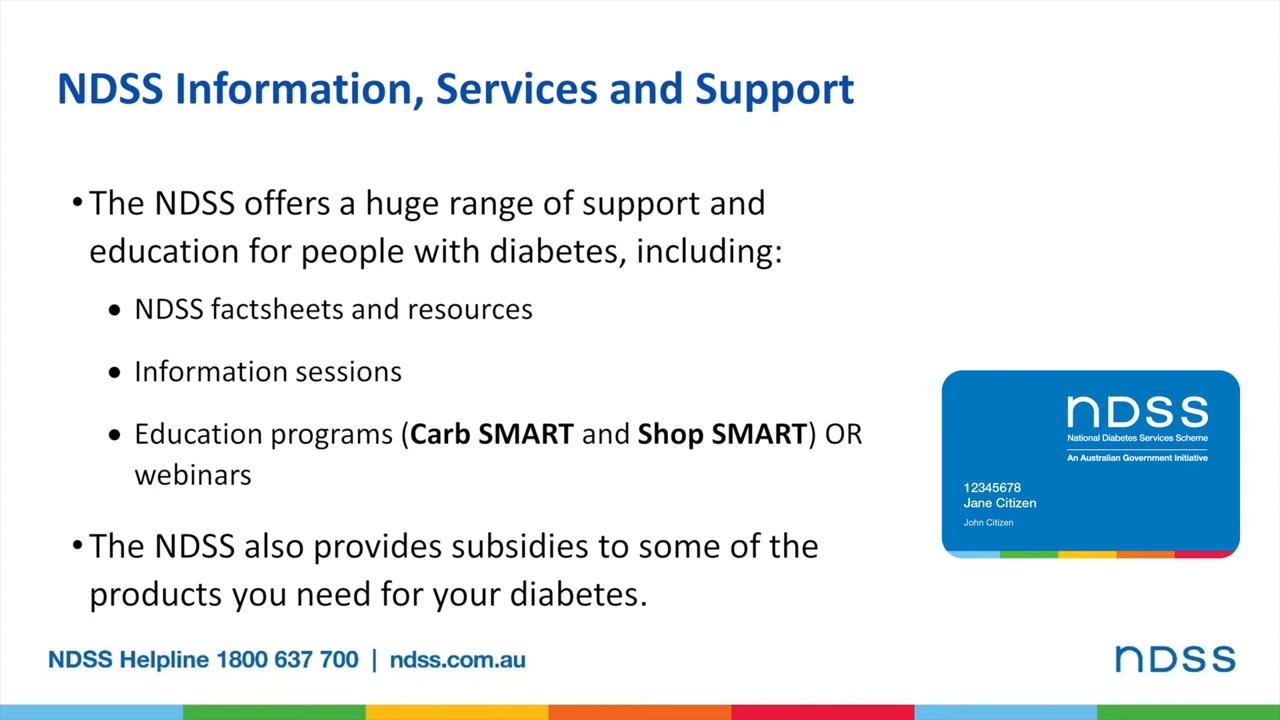 NDSS Information, Services and Support
• The NDSS offers a huge range of support and
education for people with diabetes, including:
• NDSS factsheets and resources
• Information sessions
• Education programs (Carb SMART and Shop SMART) OR
webinars
• The NDSS also provides subsidies to some of the
products you need for your diabetes.
ndss
National Diabetes Services Scheme
An Australian Government Initiative
12345678
Jane Citizen
John Citizen
NDSS Helpline 1800 637 700 | ndss.com.au
ndss